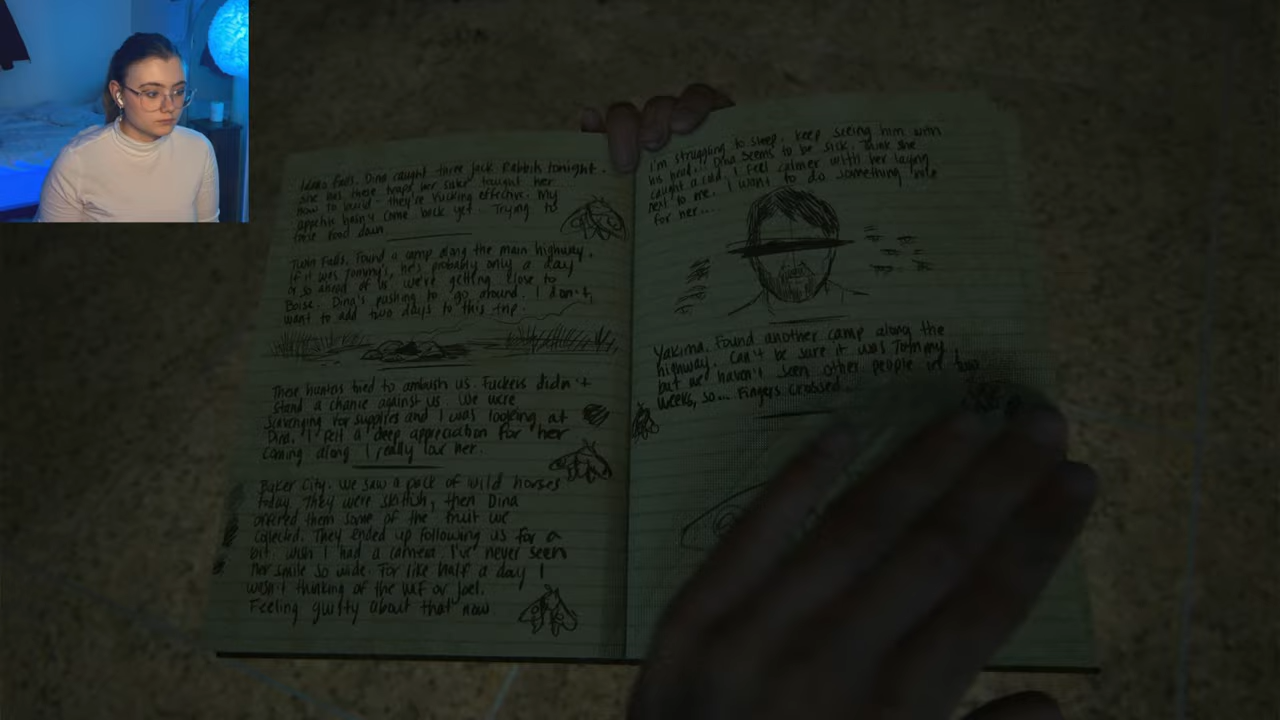 Idaho Falls. Dina caught three jack rabbits tonight.
She has these traps her sister taught her
how to build - they're fucking effective. My
appetite hasn't come back yet. Trying to
force food down
Twin Falls. Found a camp along the main highway.
If it was Tommy's, he's probably only a day
or so ahead of us. We're getting close to
Boise. Dina's pushing to go around. I don't
want to add two days to this trip.
These hunters tried to ambush us. Fuckers didn't
stand a chance against us. We were
scavenging for supplies and I was looking at
Dina. I felt a deep appreciation for her
coming along I really love her.
Baker City. We saw a pack of wild horses
today. They were skittish, then Dina
offered them some of the fruit we
collected. They ended up following us for a
bit. Wish I had a camera. I've never seen
her smile so wide. For like half a day I
wasn't thinking of the WLF or Joel.
Feeling guilty about that now
I'm struggling to sleep. Keep seeing him with
his head. Dina seems to be sick. Think she
caught a cold. I feel calmer with her laying
next to me. I want to do something nice
for her...
Yakima. Found another camp along the
highway. Can't be sure it was Tommy
but we haven't seen other people in two
weeks, so... Fingers crossed